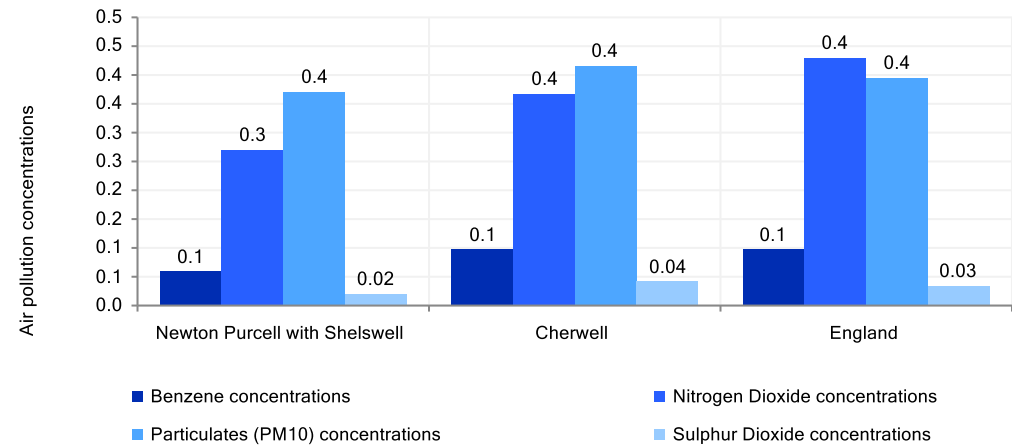 Air pollution concentrations
0.5
0.5
0.4
0.4
0.3
0.3
0.2
0.2
0.1
0.1
0.0
0.1
0.3
0.4
0.02
0.1
0.4
0.4
0.04
0.1
0.4
0.4
0.03
Newton Purcell with Shelswell
Cherwell
England
Benzene concentrations
Nitrogen Dioxide concentrations
Particulates (PM10) concentrations
Sulphur Dioxide concentrations